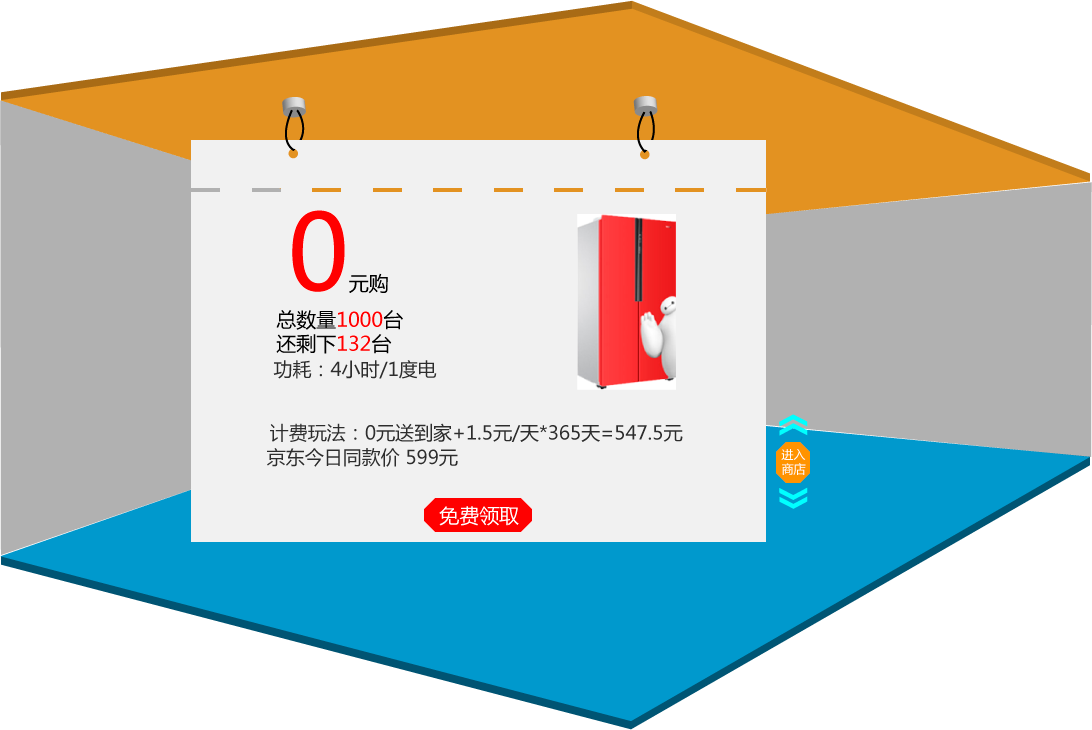 0元购
总数量1000台
还剩下132台
功耗：4小时/1度电
计费玩法：0元送到家+1.5元/天*365天=547.5元
京东今日同款价 599元
进入
商店
免费领取